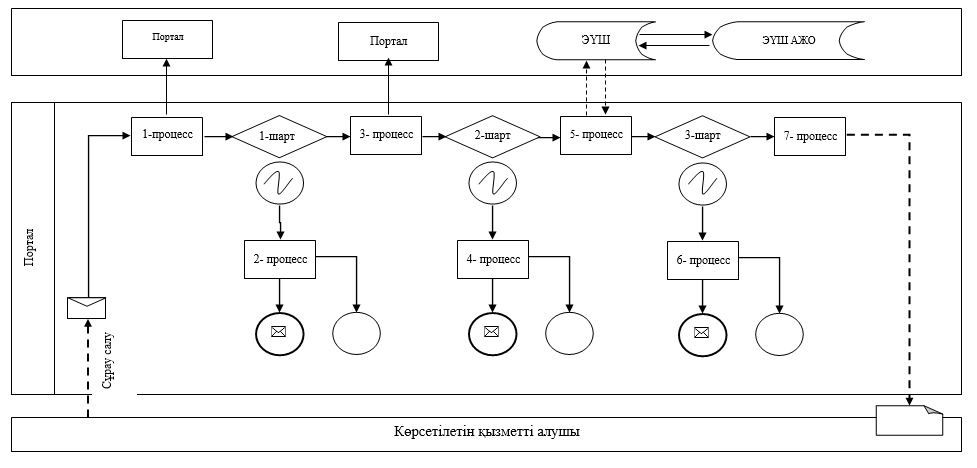 Портал
Портал
ЭҮШ
ЭҮШ АЖО
1-процесс
1-шарт
3- процесс
2-шарт
5- процесс
3-шарт
7- процесс
Портал
2- процесс
4- процесс
6- процесс
Сұрау салу
Көрсетілетін қызметті алушы